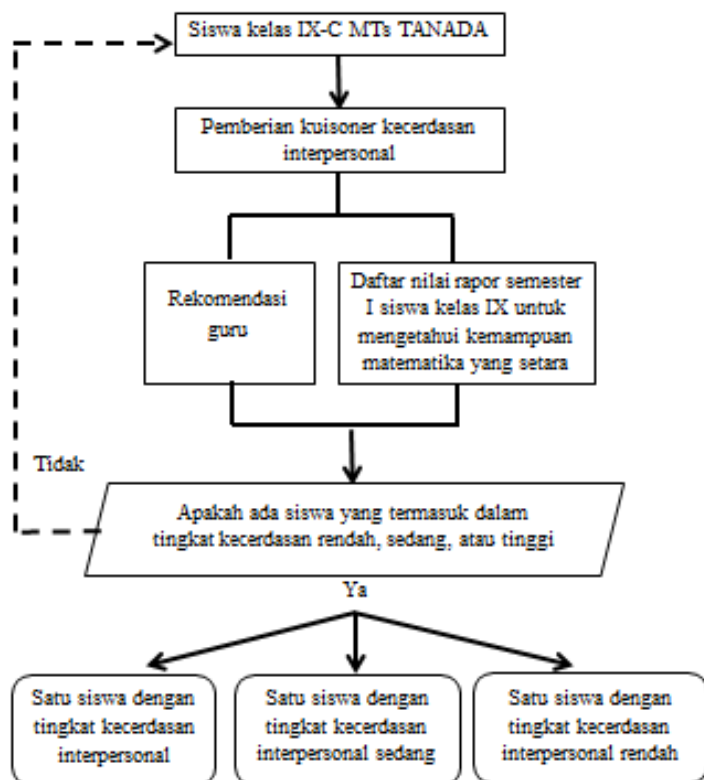 Siswa kelas IX-C MTs TANADA
Pemberian kuisoner kecerdasan
interpersonal
Rekomendasi
guru
Daftar nilai rapor semester
I siswa kelas IX untuk
mengetahui kemampuan
matematika yang setara
Tidak
Apakah ada siswa yang termasuk dalam
tingkat kecerdasan rendah, sedang, atau tinggi
Ya
Satu siswa dengan
tingkat kecerdasan
interpersonal
Satu siswa dengan
tingkat kecerdasan
interpersonal sedang
Satu siswa dengan
tingkat kecerdasan
interpersonal rendah